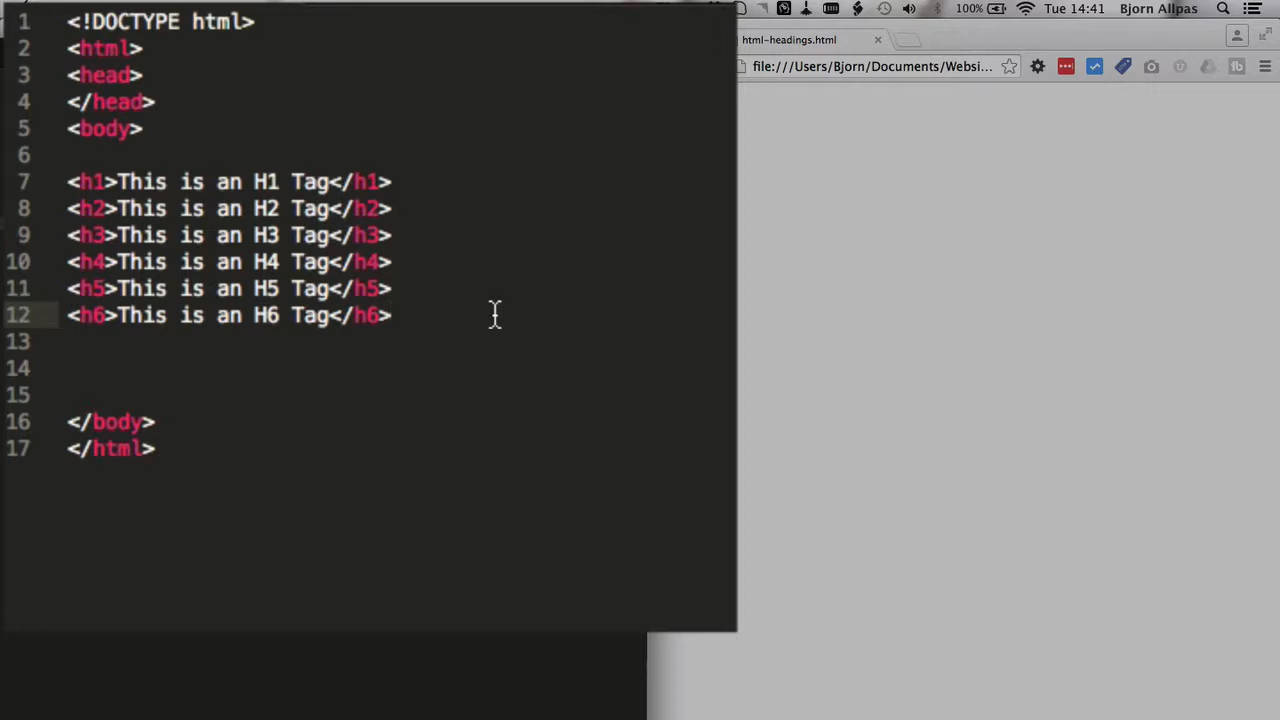 100% Tue 14:41 Bjorn Allpas
html-headings.html
file:///Users/Bjorn/Documents/Websi...
fb
1 <!DOCTYPE html>
2 <html>
3 <head>
4 </head>
5 <body>
6
7 <h1>This is an H1 Tag</h1>
8 <h2>This is an H2 Tag</h2>
9 <h3>This is an H3 Tag</h3>
10 <h4>This is an H4 Tag</h4>
11 <h5>This is an H5 Tag</h5>
12 <h6>This is an H6 Tag</h6>
13
14
15
16 </body>
17 </html>